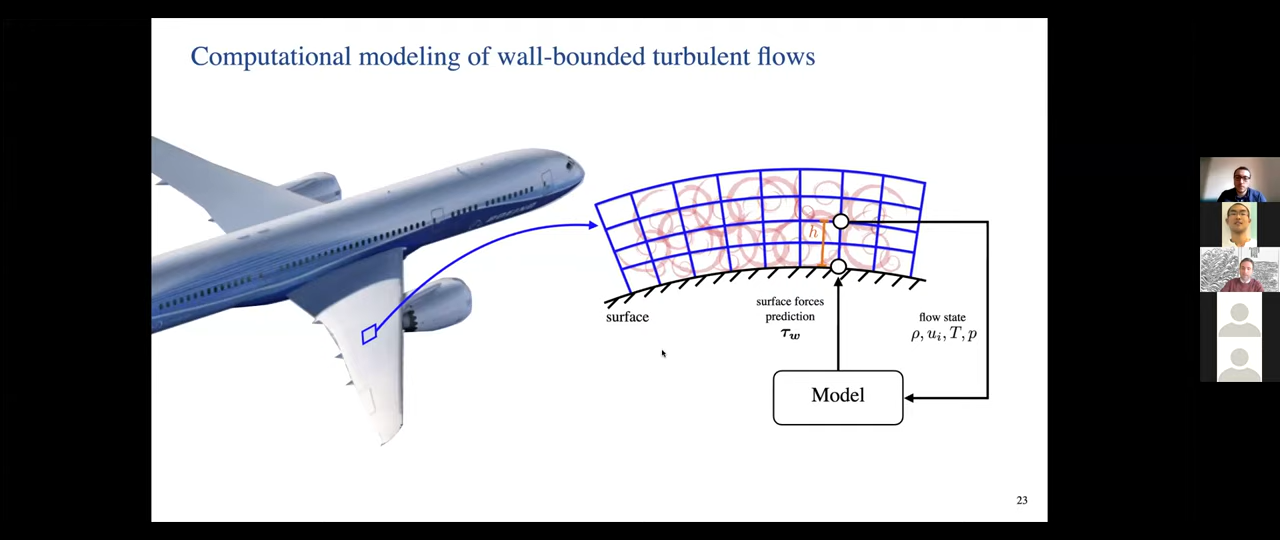 Computational modeling of wall-bounded turbulent flows
h
surface
surface forces
prediction
τw
flow state
ρ, ui, T, p
Model
23